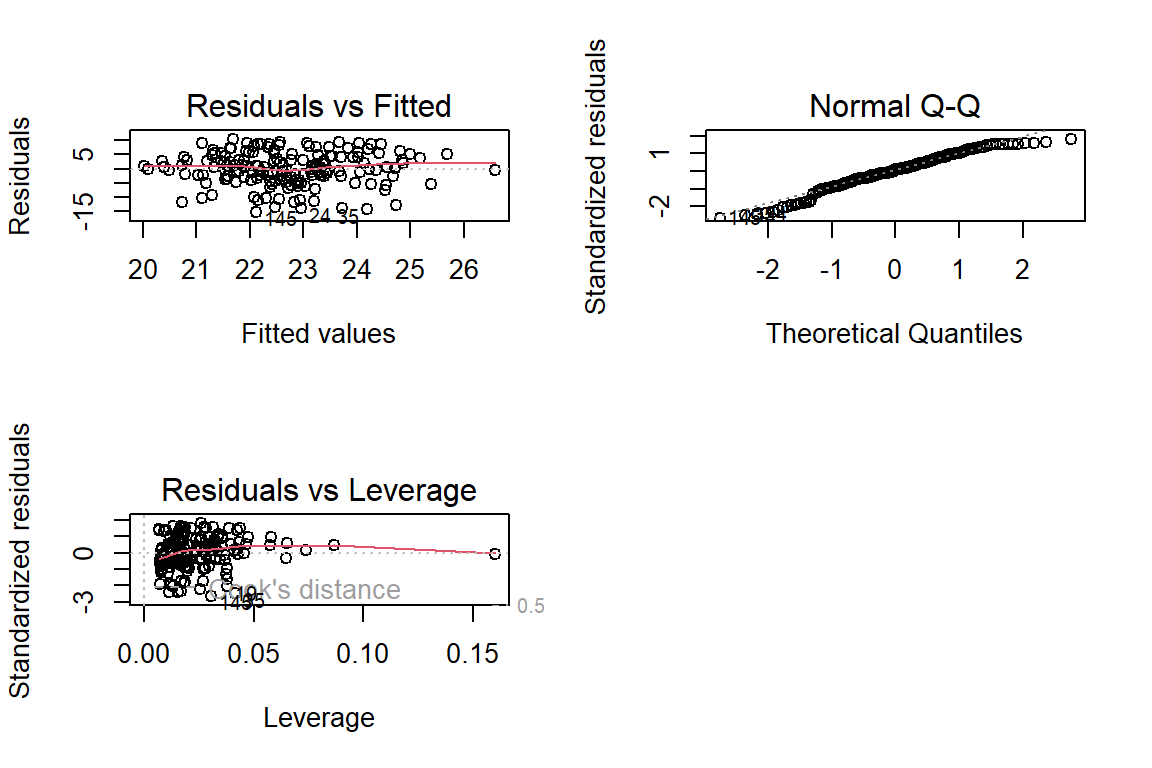 Residuals vs Fitted
Residuals
5
-15
145 24 35
20 21 22 23 24 25 26
Fitted values
Normal Q-Q
Standardized residuals
1
-2
-2 -1 0 1 2
Theoretical Quantiles
Residuals vs Leverage
Standardized residuals
0
-3
Cook's distance
0.5
0.00 0.05 0.10 0.15
Leverage